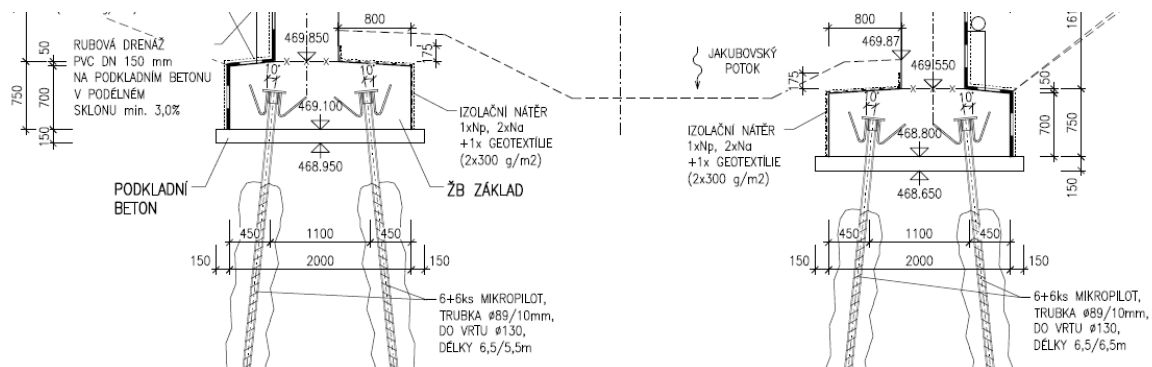 RUBOVÁ DRENÁŽ
PVC DN 150 mm
NA PODKLADNÍM BETONU
V PODÉLNÉM
SKLONU min. 3,0%
750
50
700
150
469.850
800
175
10°
10°
469.100
468.950
IZOLAČNÍ NÁTĚR
1xNp, 2xNa
+1x GEOTEXTÍLIE
(2x300 g/m2)
PODKLADNÍ
BETON
ŽB ZÁKLAD
450
1100
450
150
2000
150
6+6ks MIKROPILOT,
TRUBKA ø89/10mm,
DO VRTU ø130,
DÉLKY 6,5/5,5m
JAKUBOVSKÝ
POTOK
800
469.87
175
469.550
161
10°
10°
468.800
468.650
50
700
750
150
IZOLAČNÍ NÁTĚR
1xNp, 2xNa
+1x GEOTEXTÍLIE
(2x300 g/m2)
450
1100
450
150
2000
150
6+6ks MIKROPILOT,
TRUBKA ø89/10mm,
DO VRTU ø130,
DÉLKY 6,5/6,5m